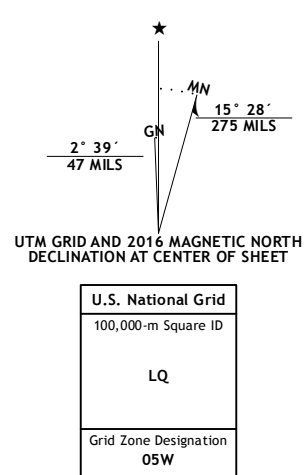 ★
MN
GN
15° 28´
275 MILS
2° 39´
47 MILS
UTM GRID AND 2016 MAGNETIC NORTH
DECLINATION AT CENTER OF SHEET
U.S. National Grid
100,000-m Square ID
LQ
Grid Zone Designation
05W